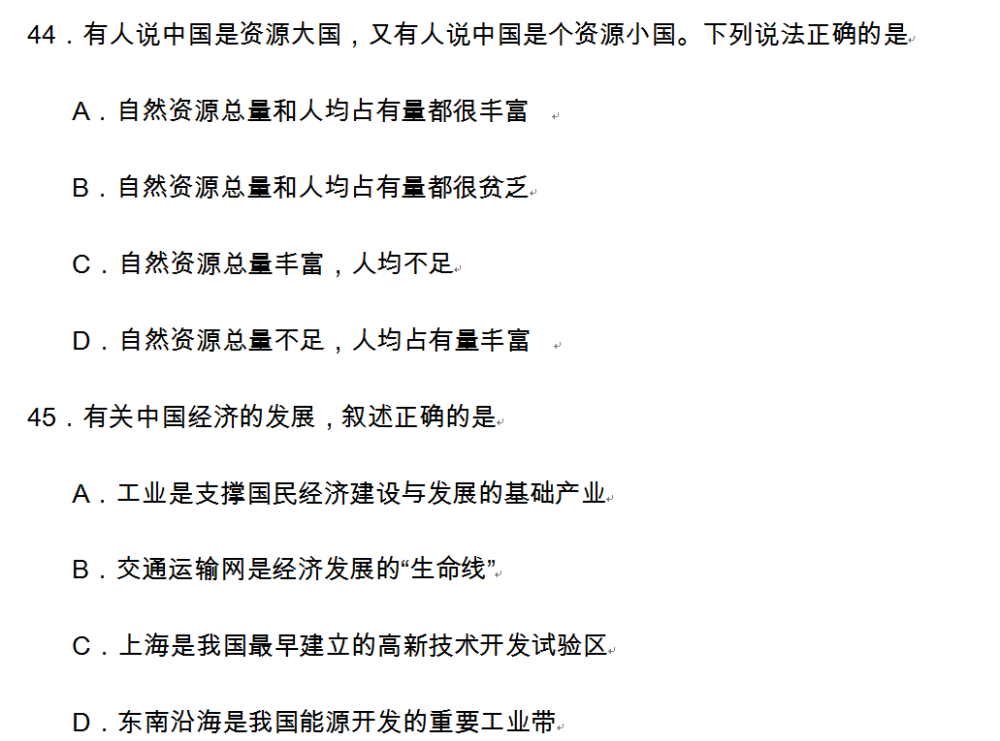 44．有人说中国是资源大国，又有人说中国是个资源小国。下列说法正确的是
A．自然资源总量和人均占有量都很丰富
B．自然资源总量和人均占有量都很贫乏
C．自然资源总量丰富，人均不足
D．自然资源总量不足，人均占有量丰富
45．有关中国经济的发展，叙述正确的是
A．工业是支撑国民经济建设与发展的基础产业
B．交通运输网是经济发展的“生命线”
C．上海是我国最早建立的高新技术开发试验区
D．东南沿海是我国能源开发的重要工业带